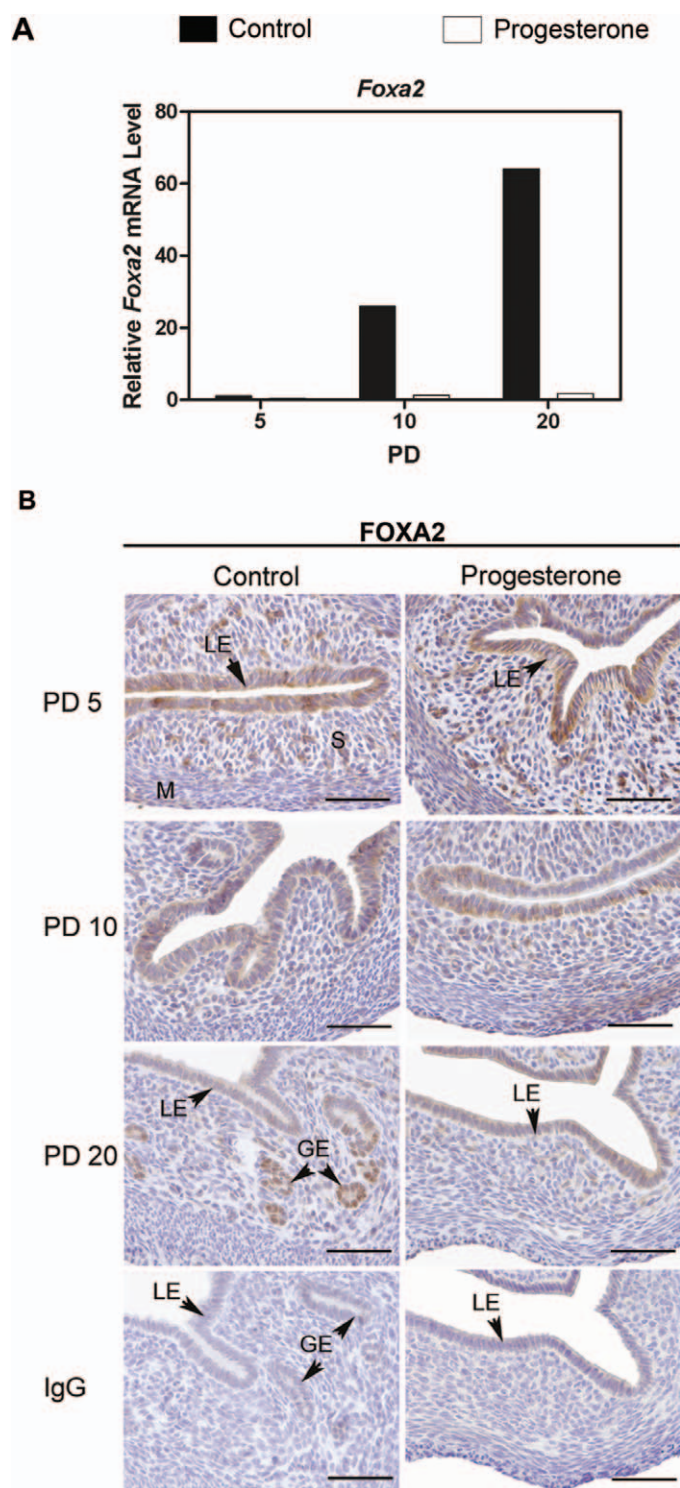 A
Control Progesterone
Foxa2
Relative Foxa2 mRNA Level
80
60
40
20
0
5 10 20
PD
B
FOXA2
Control Progesterone
PD 5
LE
S
M
LE
PD 10
PD 20
LE
GE
LE
IgG
LE
GE
LE